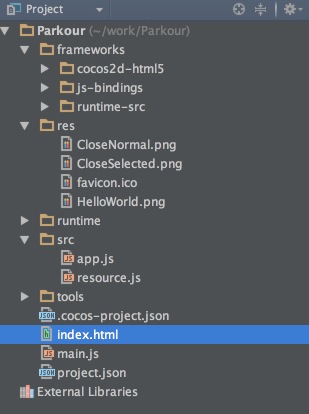 Project
Parkour (~/work/Parkour)
frameworks
cocos2d-html5
js-bindings
runtime-src
res
CloseNormal.png
CloseSelected.png
favicon.ico
HelloWorld.png
runtime
src
app.js
resource.js
tools
.cocos-project.json
index.html
main.js
project.json
External Libraries